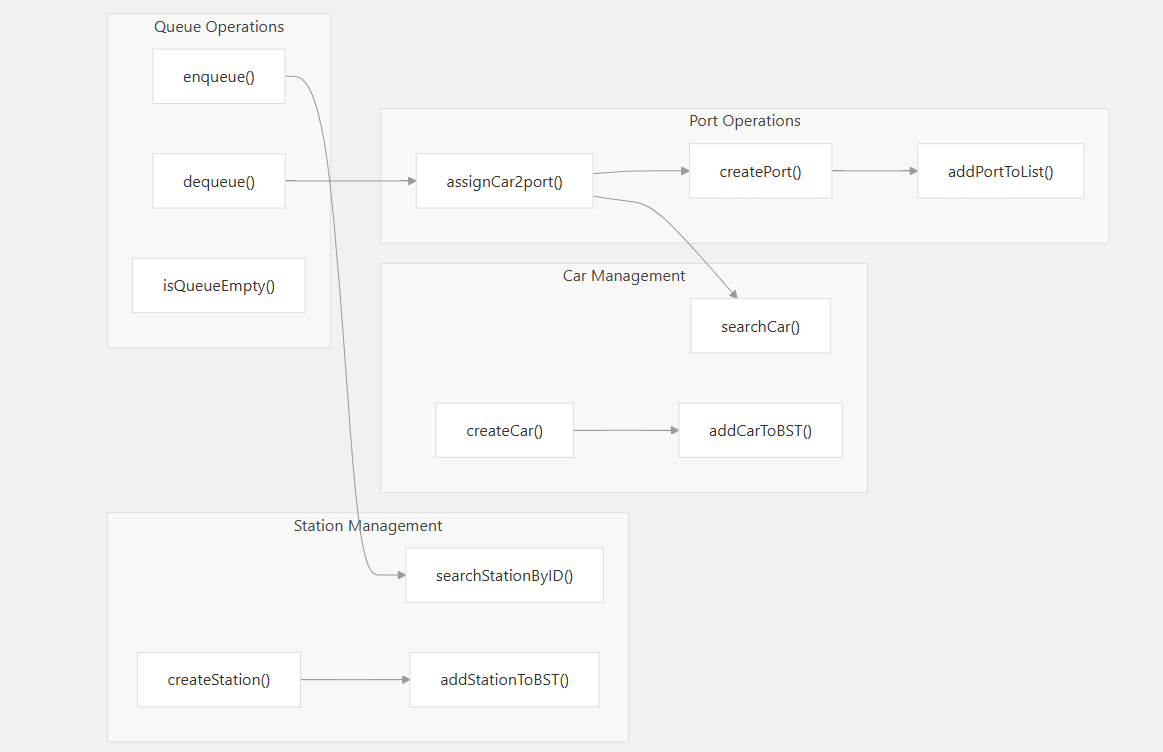 Queue Operations
enqueue()
dequeue()
isQueueEmpty()
Port Operations
assignCar2port()
createPort()
addPortToList()
Car Management
searchCar()
createCar()
addCarToBST()
Station Management
searchStationByID()
createStation()
addStationToBST()